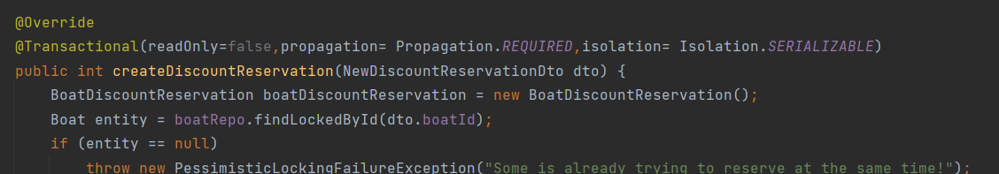 @Override
@Transactional(readOnly=false,propagation= Propagation.REQUIRED,isolation= Isolation.SERIALIZABLE)
public int createDiscountReservation(NewDiscountReservationDto dto) {
BoatDiscountReservation boatDiscountReservation = new BoatDiscountReservation();
Boat entity = boatRepo.findLockedById(dto.boatId);
if (entity == null)
throw new PessimisticLockingFailureException("Some is already trying to reserve at the same time!");